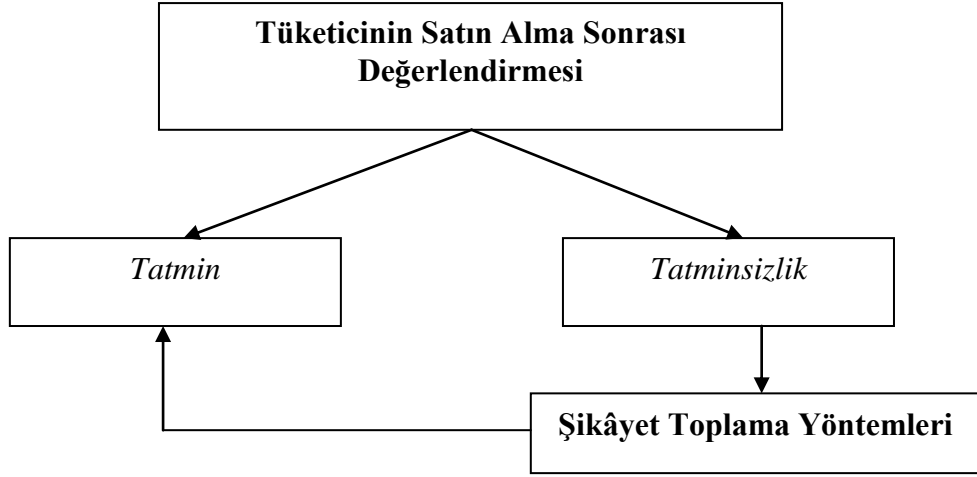 Tüketicinin Satın Alma Sonrası
Değerlendirmesi
Tatmin
Tatminsizlik
Şikâyet Toplama Yöntemleri